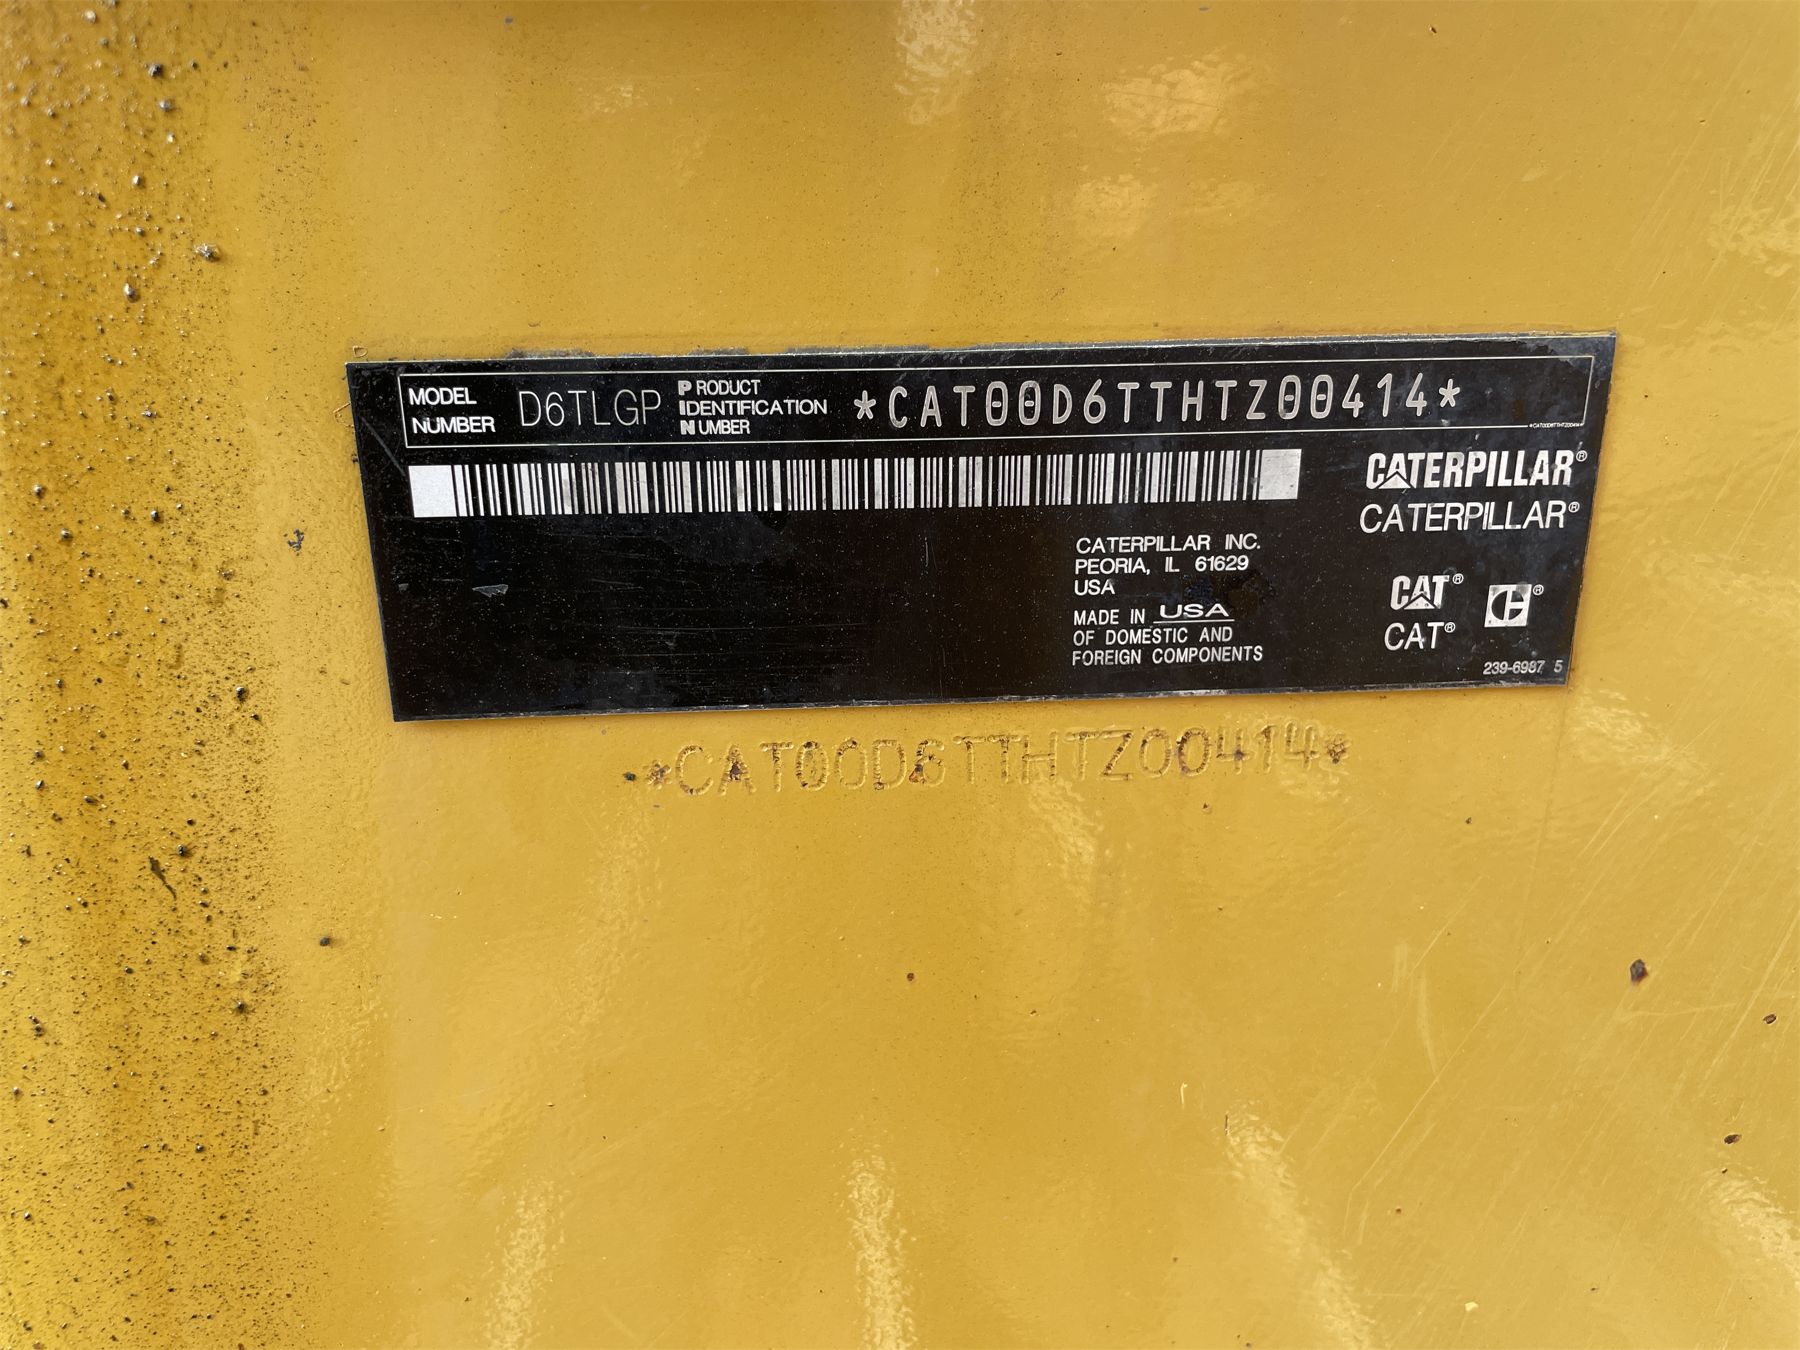 MODEL NUMBER D6TLGP PRODUCT IDENTIFICATION NUMBER *CAT00D6TTHTZ00414*
*CAT00D6TTHTZ00414*
CATERPILLAR®
CATERPILLAR®
CATERPILLAR INC.
PEORIA, IL 61629
USA
MADE IN USA
OF DOMESTIC AND
FOREIGN COMPONENTS
CAT®
CAT®
C®
239-6987 5
*CAT00D6TTHTZ00414*